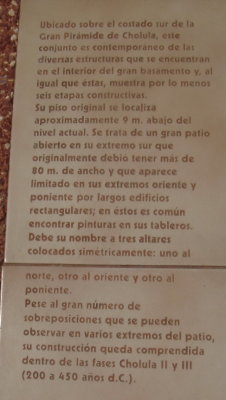 Ubicado sobre el costado sur de la
Gran Pirámide de Cholula, este
conjunto es contemporáneo de las
diversas estructuras que se encuentran
en el interior del gran basamento y, al
igual que éstas, muestra por lo menos
seis etapas constructivas.
Su piso original se localiza
aproximadamente 9 m. abajo del
nivel actual. Se trata de un gran patio
abierto en su extremo sur que
originalmente debió tener más de
80 m. de ancho y que aparece
limitado en sus extremos oriente y
poniente por largos edificios
rectangulares; en éstos es común
encontrar pinturas en sus tableros.
Debe su nombre a tres altares
colocados simétricamente: uno al
norte, otro al oriente y otro al
poniente.
Pese al gran número de
sobreposiciones que se pueden
observar en varios extremos del patio,
su construcción queda comprendida
dentro de las fases Cholula II y III
(200 a 450 años d.C.).